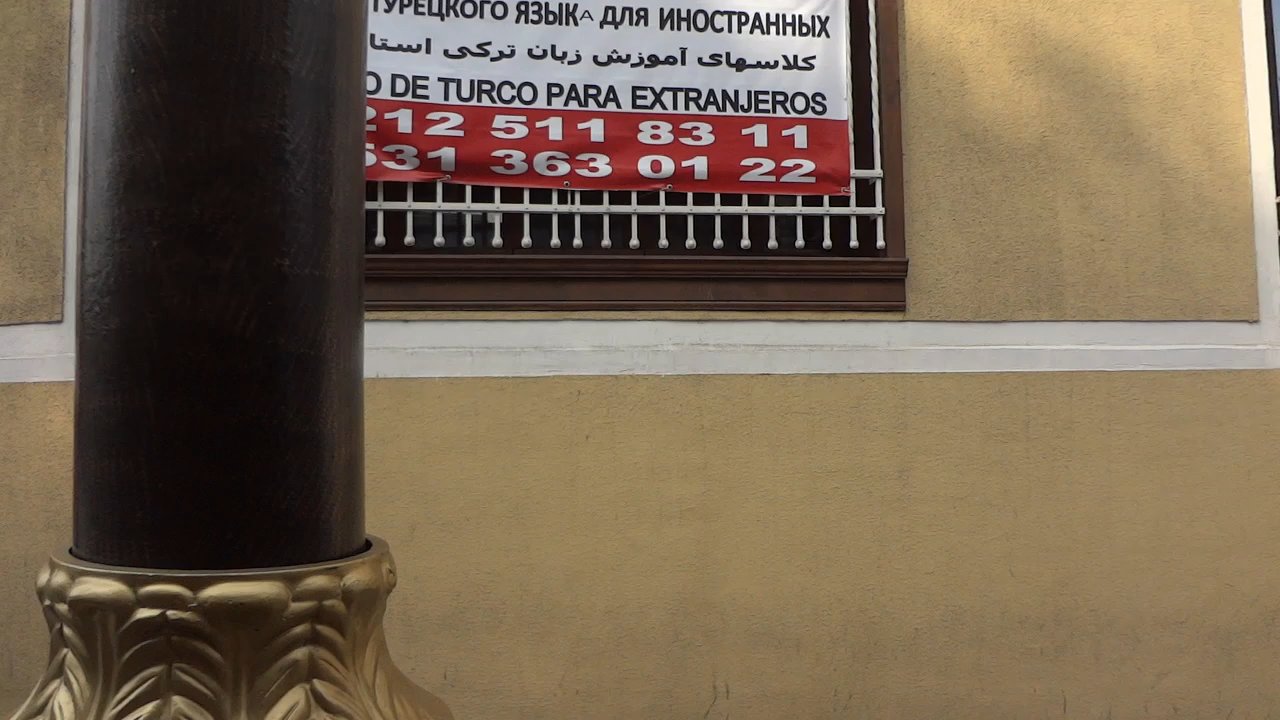 ТУРЕЦКОГО ЯЗЫКА ДЛЯ ИНОСТРАННЫХ
کلاسهای آموزش زبان ترکی استا
DE TURCO PARA EXTRANJEROS
212 511 83 11
531 363 01 22